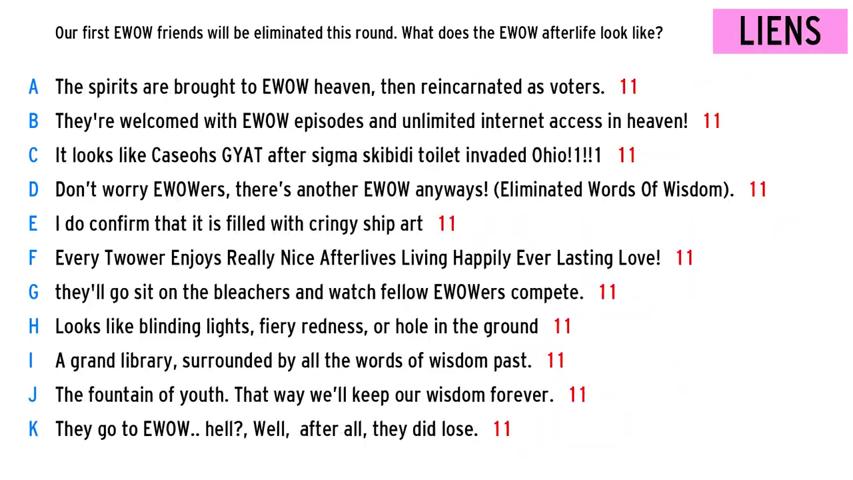 Our first EWOW friends will be eliminated this round. What does the EWOW afterlife look like?
LIENS
A The spirits are brought to EWOW heaven, then reincarnated as voters. 11
B They're welcomed with EWOW episodes and unlimited internet access in heaven! 11
C It looks like Caseohs GYAT after sigma skibidi toilet invaded Ohio!1!!1 11
D Don’t worry EWOWers, there’s another EWOW anyways! (Eliminated Words Of Wisdom). 11
E I do confirm that it is filled with cringy ship art 11
F Every Twower Enjoys Really Nice Afterlives Living Happily Ever Lasting Love! 11
G they'll go sit on the bleachers and watch fellow EWOWers compete. 11
H Looks like blinding lights, fiery redness, or hole in the ground 11
I A grand library, surrounded by all the words of wisdom past. 11
J The fountain of youth. That way we’ll keep our wisdom forever. 11
K They go to EWOW.. hell?, Well, after all, they did lose. 11